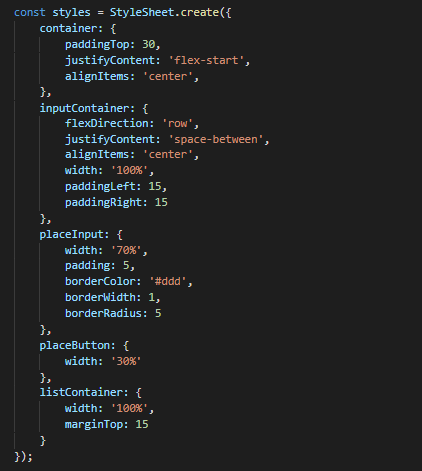 const styles = StyleSheet.create({
    container: {
        paddingTop: 30,
        justifyContent: 'flex-start',
        alignItems: 'center',
    },
    inputContainer: {
        flexDirection: 'row',
        justifyContent: 'space-between',
        alignItems: 'center',
        width: '100%',
        paddingLeft: 15,
        paddingRight: 15
    },
    placeInput: {
        width: '70%',
        padding: 5,
        borderColor: '#ddd',
        borderWidth: 1,
        borderRadius: 5
    },
    placeButton: {
        width: '30%'
    },
    listContainer: {
        width: '100%',
        marginTop: 15
    }
});